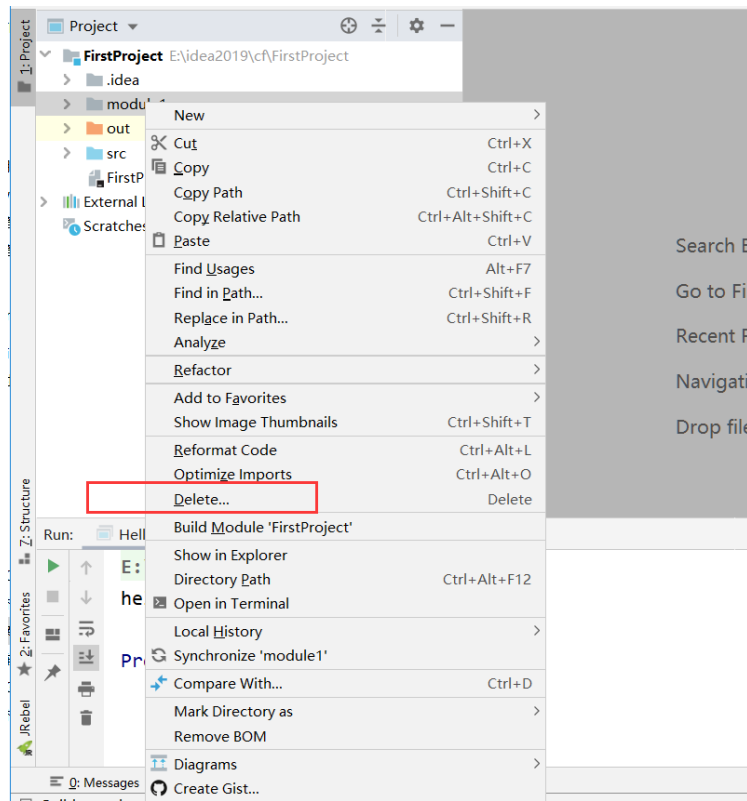 1: Project
Project
FirstProject E:\idea2019\cf\FirstProject
.idea
modul
out
src
FirstP
External L
Scratches
New
Cut Ctrl+X
Copy Ctrl+C
Copy Path Ctrl+Shift+C
Copy Relative Path Ctrl+Alt+Shift+C
Paste Ctrl+V
Find Usages Alt+F7
Find in Path... Ctrl+Shift+F
Replace in Path... Ctrl+Shift+R
Analyze
Refactor
Add to Favorites
Show Image Thumbnails Ctrl+Shift+T
Reformat Code Ctrl+Alt+L
Optimize Imports Ctrl+Alt+O
Delete... Delete
Build Module 'FirstProject'
Show in Explorer
Directory Path Ctrl+Alt+F12
Open in Terminal
Local History
Synchronize 'module1'
Compare With... Ctrl+D
Mark Directory as
Remove BOM
Diagrams
Create Gist...
Search E
Go to Fi
Recent F
Navigati
Drop file
Z: Structure
2: Favorites
JRebel
Run: Hell
E:
he
Pro
0: Messages